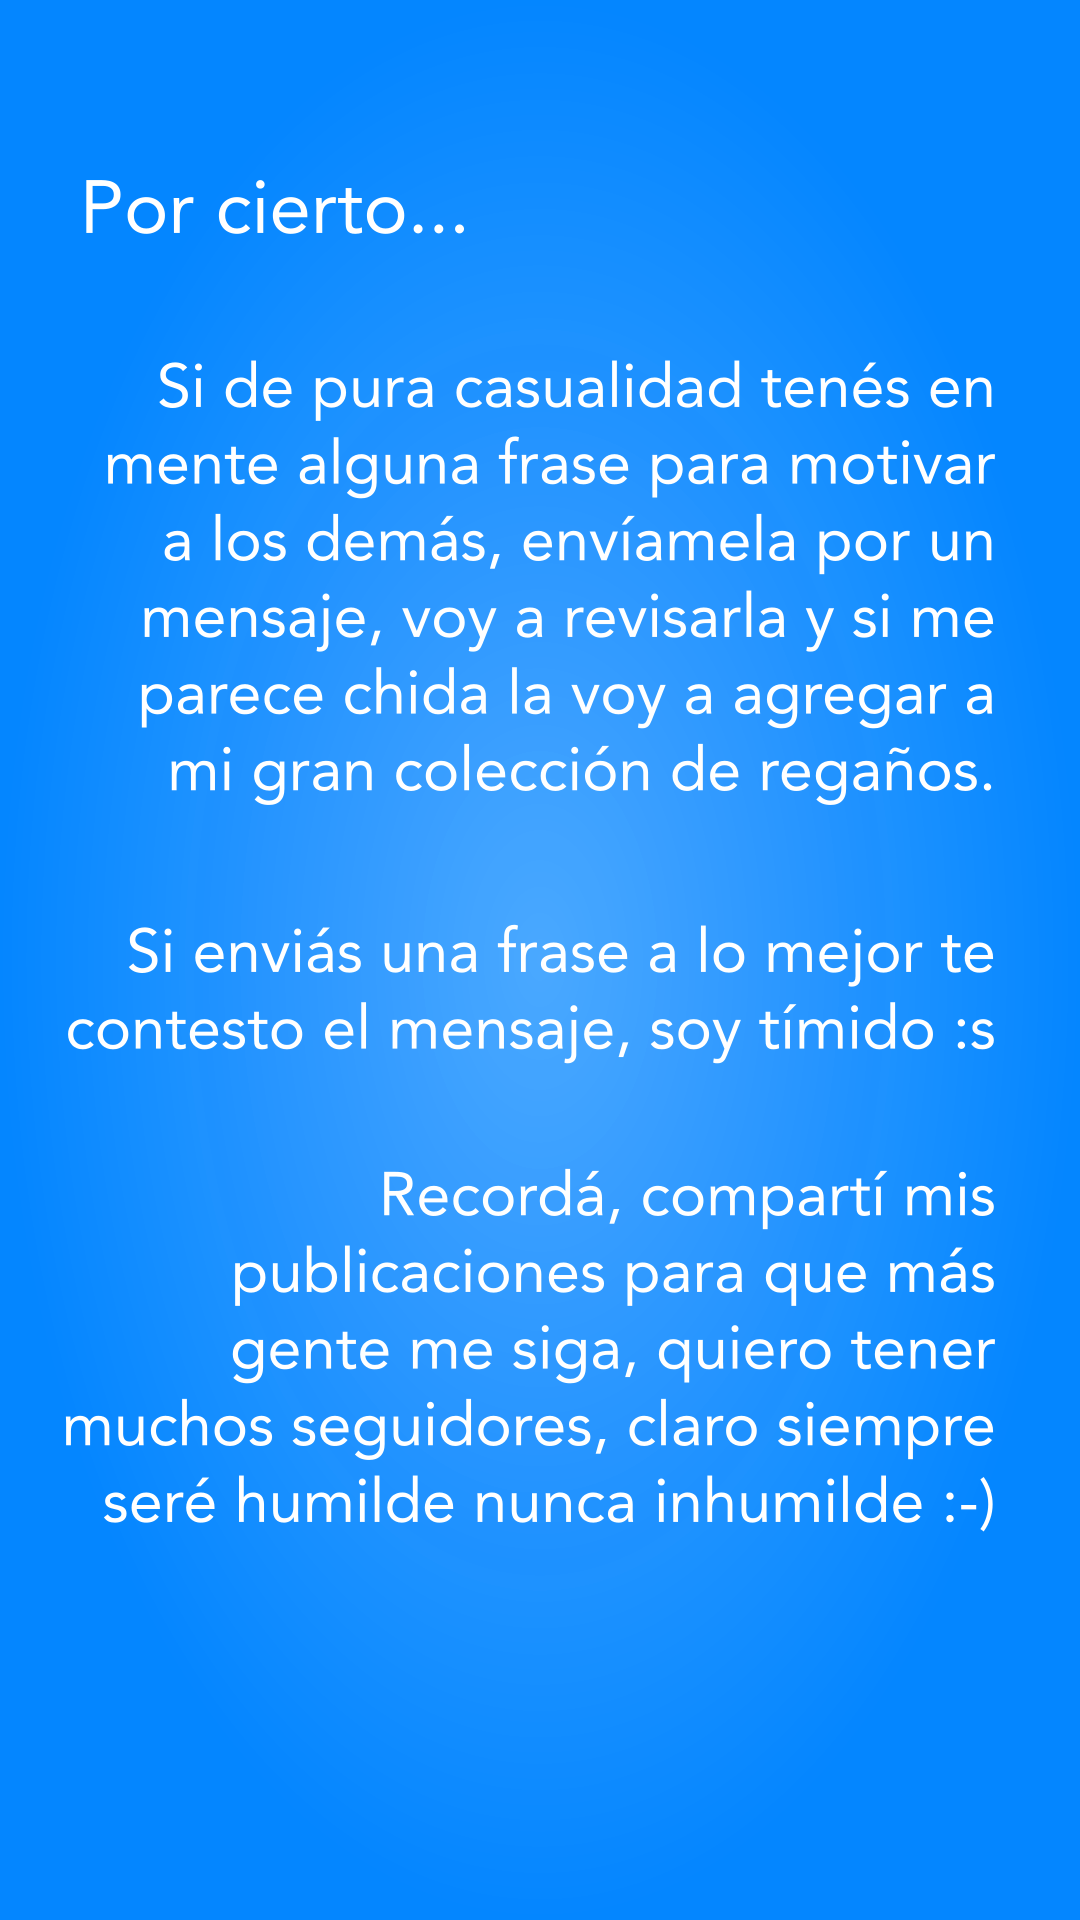 Por cierto...
Si de pura casualidad tenés en
mente alguna frase para motivar
a los demás, envíamela por un
mensaje, voy a revisarla y si me
parece chida la voy a agregar a
mi gran colección de regaños.
Si enviás una frase a lo mejor te
contesto el mensaje, soy tímido :s
Recordá, compartí mis
publicaciones para que más
gente me siga, quiero tener
muchos seguidores, claro siempre
seré humilde nunca inhumilde :-)